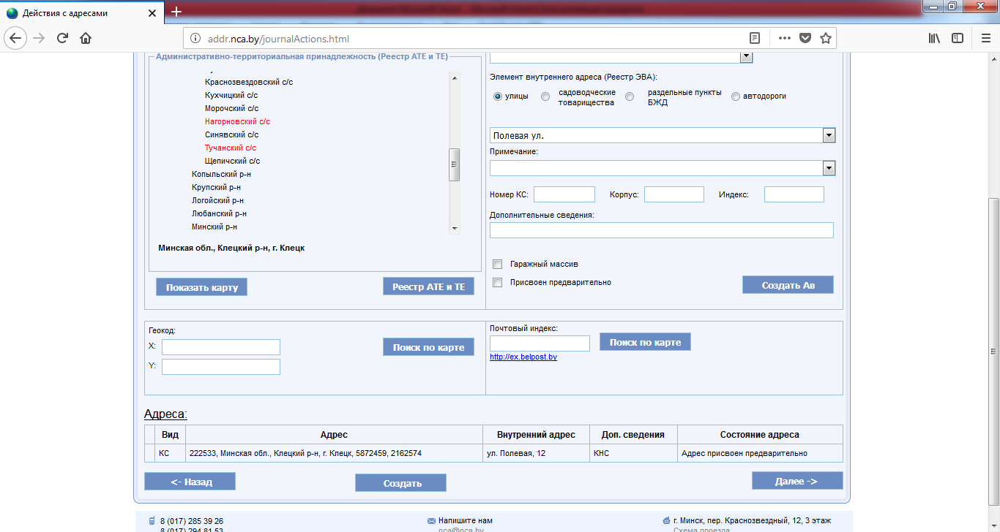 Действия с адресами
addr.nca.by/journalActions.html
Административно-территориальная принадлежность (Реестр АТЕ и ТЕ)
Краснозвездовский с/с
Кухчицкий с/с
Морочский с/с
Нагорновский с/с
Синявский с/с
Тучанский с/с
Щепичский с/с
Копыльский р-н
Крупский р-н
Логойский р-н
Любанский р-н
Минский р-н
Минская обл., Клецкий р-н, г. Клецк
Показать карту
Реестр АТЕ и ТЕ
Элемент внутреннего адреса (Реестр ЭВА):
улицы
садоводческие
товарищества
раздельные пункты
БЖД
автодороги
Полевая ул.
Примечание:
Номер КС:
Корпус:
Индекс:
Дополнительные сведения:
Гаражный массив
Присвоен предварительно
Создать Ав
Геокод:
X:
Y:
Поиск по карте
Почтовый индекс:
Поиск по карте
http://ex.belpost.by
Адреса:
Вид Адрес Внутренний адрес Доп. сведения Состояние адреса
КС 222533, Минская обл., Клецкий р-н, г. Клецк, 5872459, 2162574 ул. Полевая, 12 КНС Адрес присвоен предварительно
<- Назад
Создать
Далее ->
8 (017) 285 39 26
8 (017) 294 81 53
Напишите нам
nca@nca.by
г. Минск, пер. Краснозвездный, 12, 3 этаж
Схема проезда